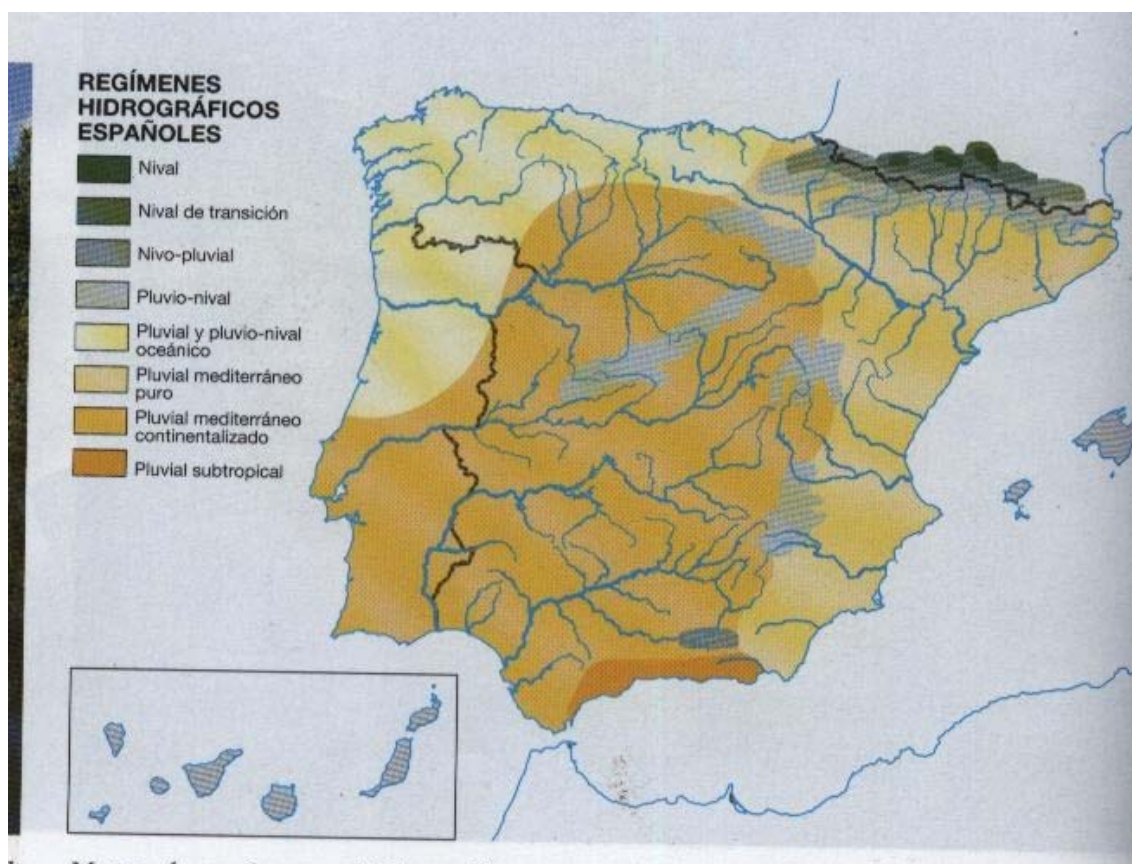 REGÍMENES
HIDROGRÁFICOS
ESPAÑOLES
Nival
Nival de transición
Nivo-pluvial
Pluvio-nival
Pluvial y pluvio-nival
oceánico
Pluvial mediterráneo
puro
Pluvial mediterráneo
continentalizado
Pluvial subtropical